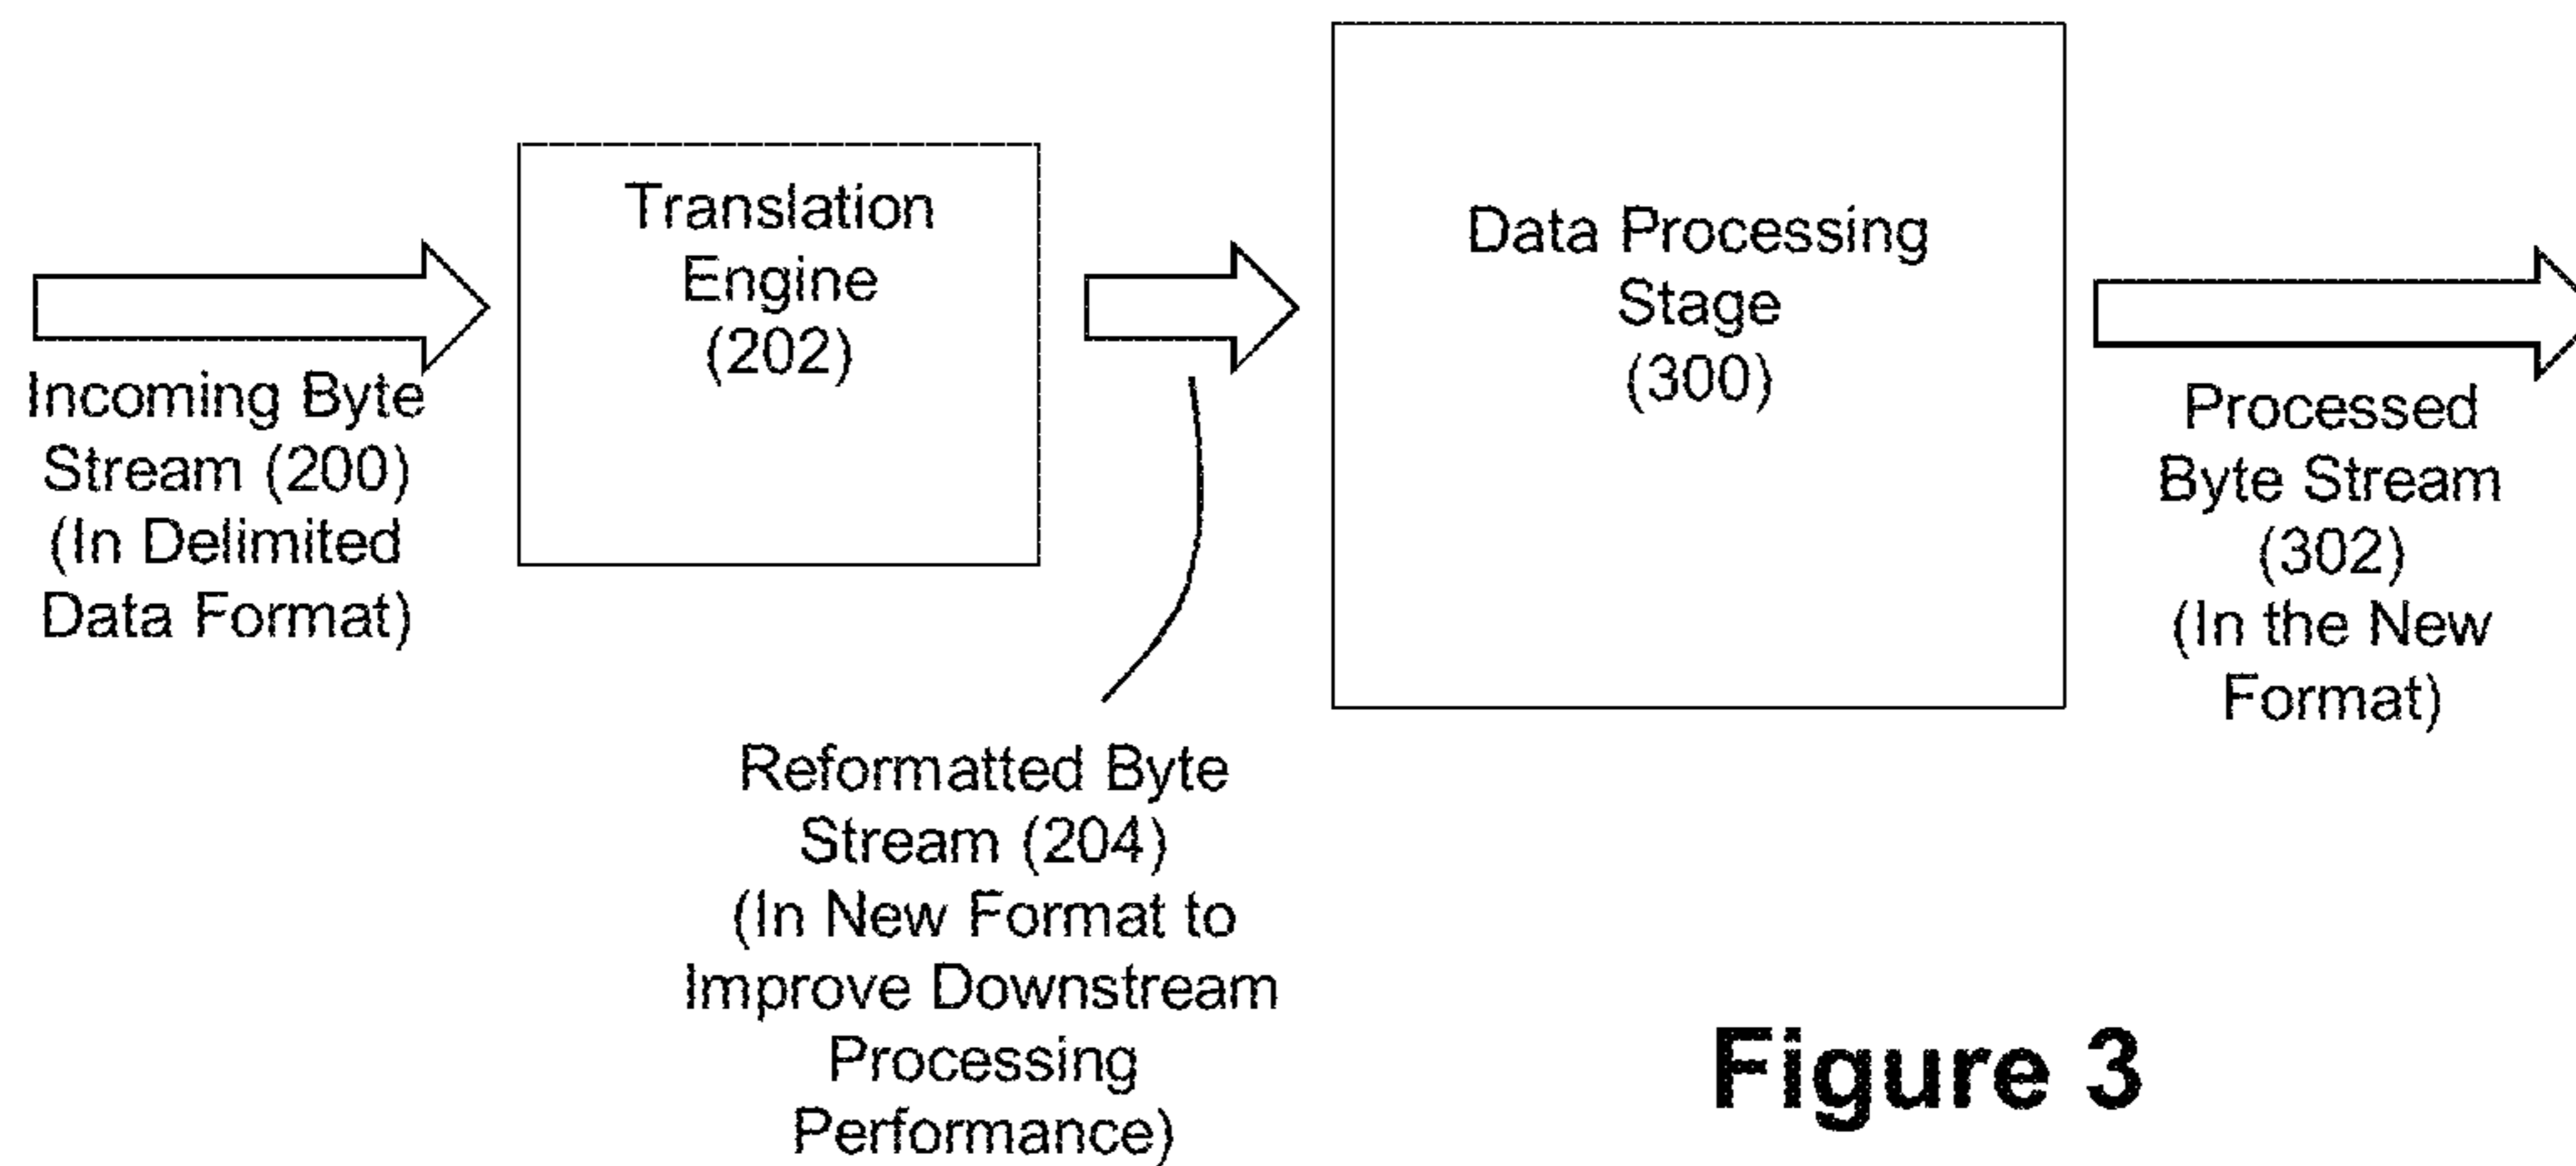 Translation
Engine
(202)
Data Processing
Stage
(300)
Incoming Byte
Stream (200)
(In Delimited
Data Format)
Processed
Byte Stream
(302)
(In the New
Format)
Reformatted Byte
Stream (204)
(In New Format to
Improve Downstream
Processing
Performance)
Figure 3